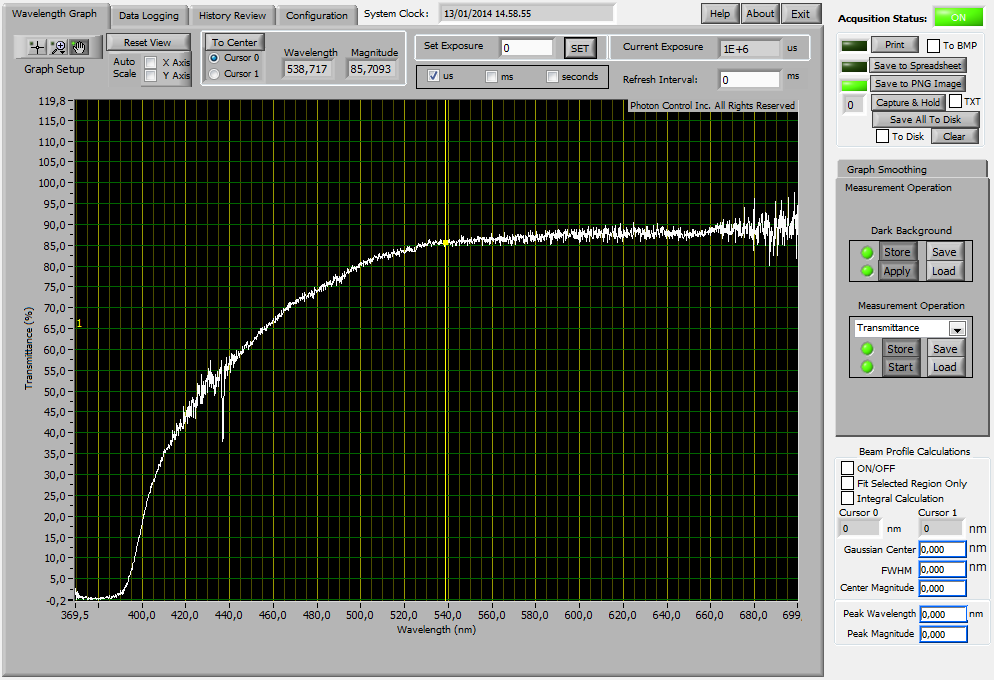 Wavelength Graph
Data Logging
History Review
Configuration
System Clock:
13/01/2014 14.58.55
Help
About
Exit
Graph Setup
Reset View
Auto Scale
X Axis
Y Axis
To Center
Cursor 0
Cursor 1
Wavelength
538,717
Magnitude
85,7093
Set Exposure
0
SET
Current Exposure
1E+6
us
us
ms
seconds
Refresh Interval:
0
ms
Photon Control Inc. All Rights Reserved
Transmittance (%)
119,8
115,0
110,0
105,0
100,0
95,0
90,0
85,0
80,0
75,0
70,0
65,0
60,0
55,0
50,0
45,0
40,0
35,0
30,0
25,0
20,0
15,0
10,0
5,0
-0,2
1
369,5
400,0
420,0
440,0
460,0
480,0
500,0
520,0
540,0
560,0
580,0
600,0
620,0
640,0
660,0
680,0
699,
Wavelength (nm)
Acqusition Status:
ON
Print
To BMP
Save to Spreadsheet
Save to PNG Image
0
Capture & Hold
TXT
Save All To Disk
To Disk
Clear
Graph Smoothing
Measurement Operation
Dark Background
Store
Save
Apply
Load
Measurement Operation
Transmittance
Store
Save
Start
Load
Beam Profile Calculations
ON/OFF
Fit Selected Region Only
Integral Calculation
Cursor 0
Cursor 1
0
nm
0
nm
Gaussian Center
0,000
nm
FWHM
0,000
nm
Center Magnitude
0,000
Peak Wavelength
0,000
nm
Peak Magnitude
0,000